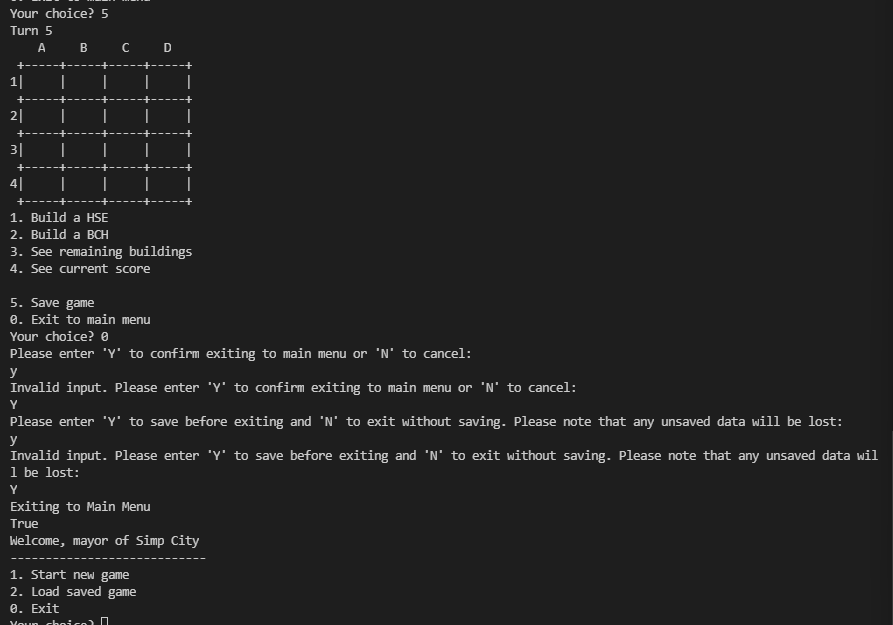 Your choice? 5
Turn 5
    A     B     C     D
 +-----+-----+-----+-----+
1|     |     |     |     |
 +-----+-----+-----+-----+
2|     |     |     |     |
 +-----+-----+-----+-----+
3|     |     |     |     |
 +-----+-----+-----+-----+
4|     |     |     |     |
 +-----+-----+-----+-----+
1. Build a HSE
2. Build a BCH
3. See remaining buildings
4. See current score

5. Save game
0. Exit to main menu
Your choice? 0
Please enter 'Y' to confirm exiting to main menu or 'N' to cancel:
y
Invalid input. Please enter 'Y' to confirm exiting to main menu or 'N' to cancel:
Y
Please enter 'Y' to save before exiting and 'N' to exit without saving. Please note that any unsaved data will be lost:
y
Invalid input. Please enter 'Y' to save before exiting and 'N' to exit without saving. Please note that any unsaved data wil
l be lost:
Y
Exiting to Main Menu
True
Welcome, mayor of Simp City
----------------------------
1. Start new game
2. Load saved game
0. Exit
Your choice?